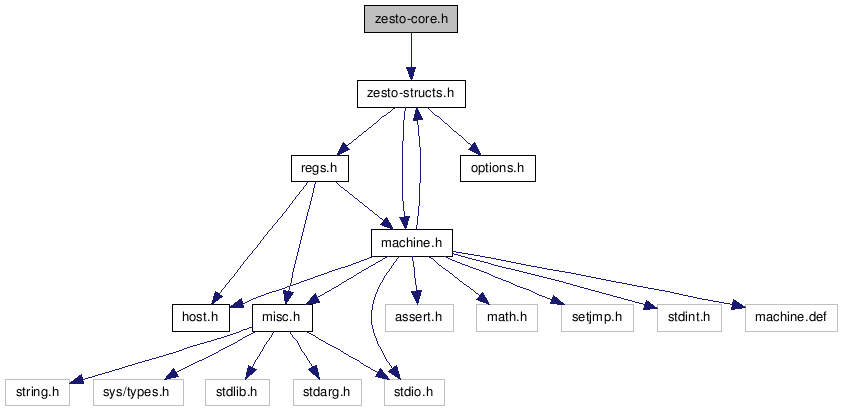 zesto-core.h
zesto-structs.h
regs.h
options.h
machine.h
host.h
misc.h
assert.h
math.h
setjmp.h
stdint.h
machine.def
string.h
sys/types.h
stdlib.h
stdarg.h
stdio.h